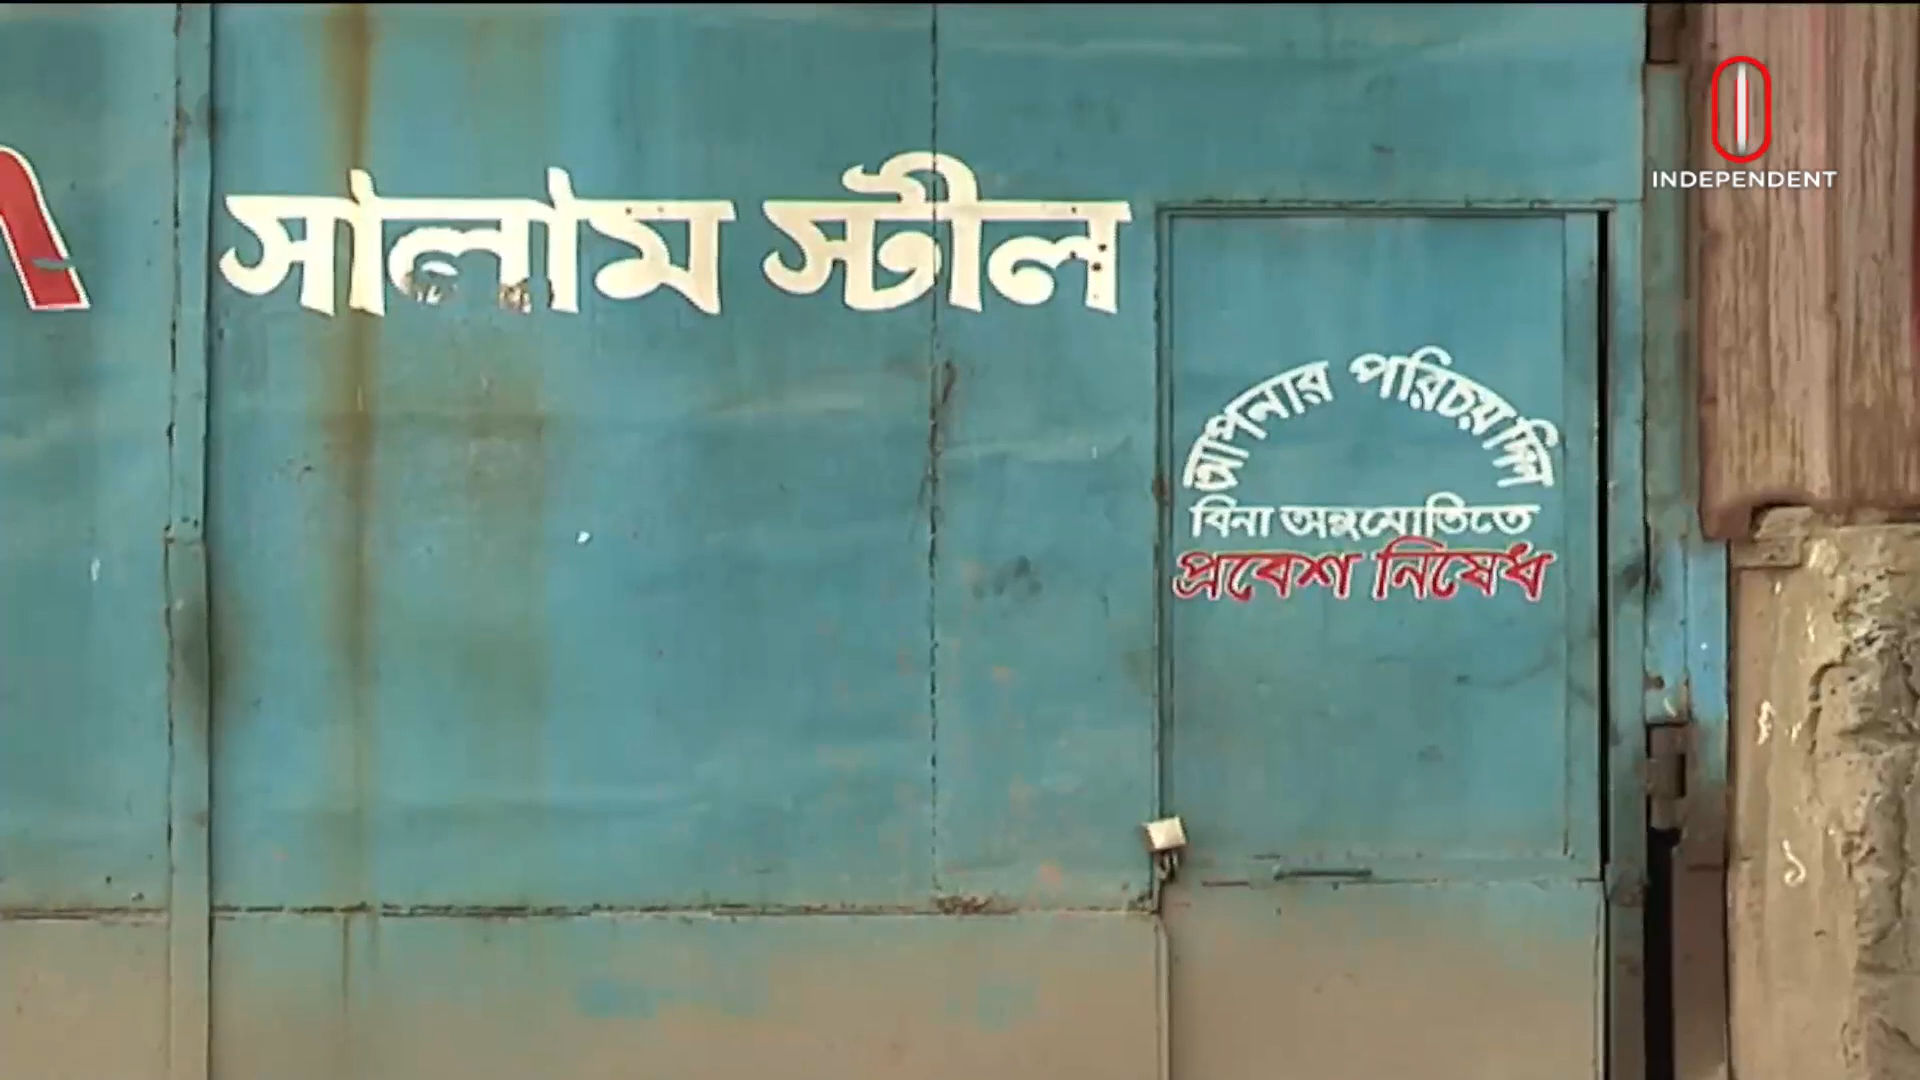 সালাম স্টীল
INDEPENDENT
আপনার পরিচয় দিন
বিনা অনুমোতিতে
প্রবেশ নিষেধ